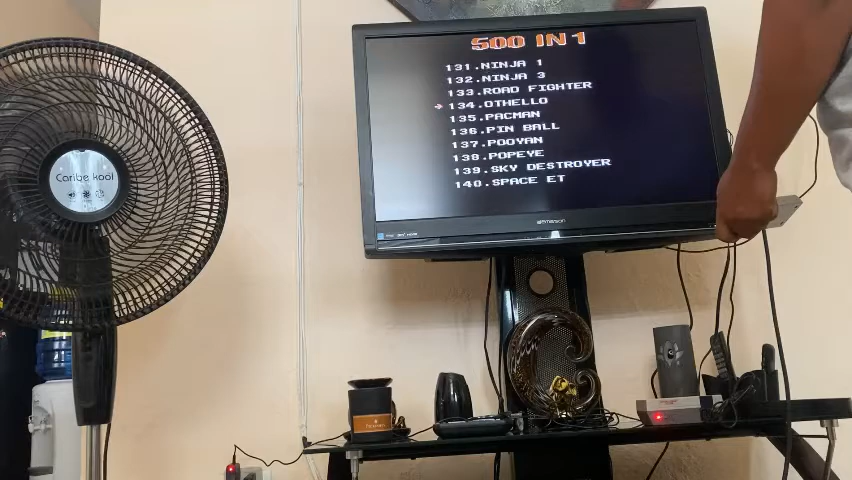 500 IN 1
131.NINJA 1
132.NINJA 3
133.ROAD FIGHTER
134.OTHELLO
135.PACMAN
136.PIN BALL
137.POOYAN
138.POPEYE
139.SKY DESTROYER
140.SPACE ET
EMERSON
Caribe kool